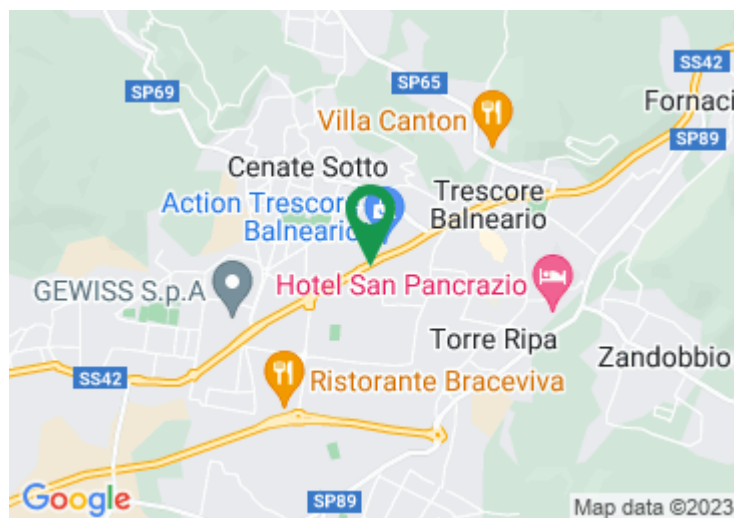 SS42
SP65
SP69
Fornaci
Villa Canton
SP89
Cenate Sotto
Action Trescore
Balneario
Trescore
Balneario
GEWISS S.p.A
Hotel San Pancrazio
Torre Ripa
Zandobbio
SS42
Ristorante Braceviva
Google
SP89
Map data ©2023